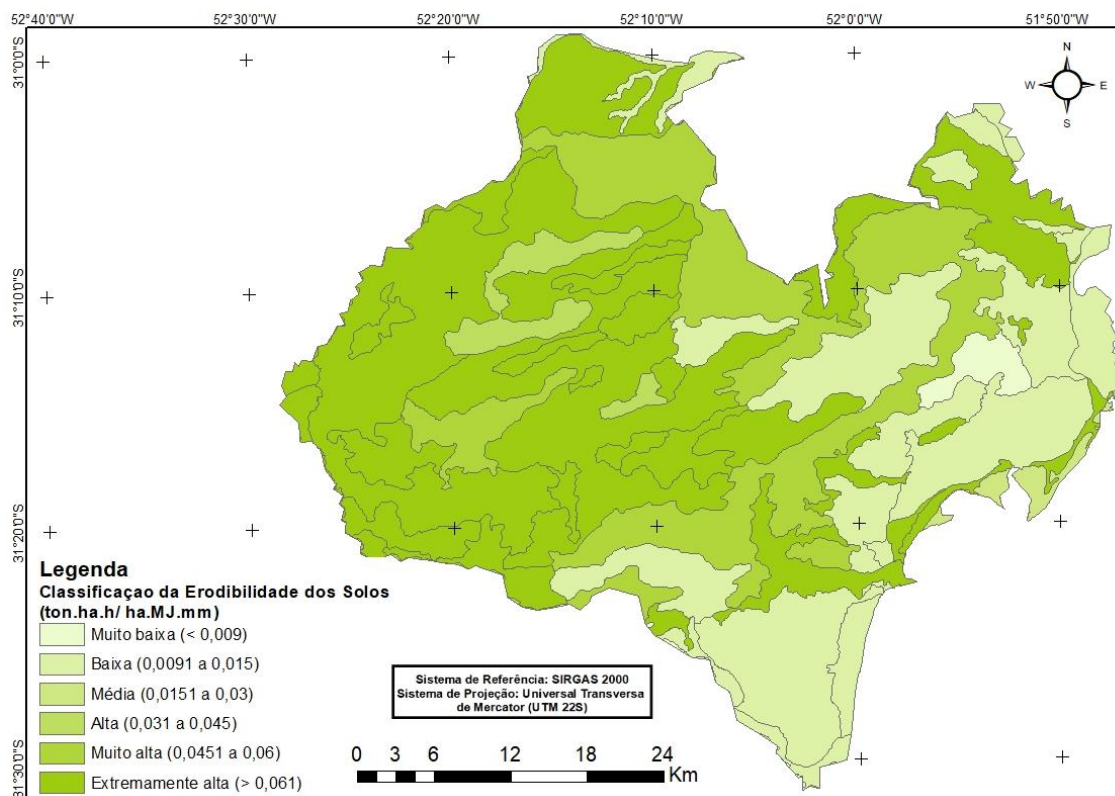 52°40'0"W 52°30'0"W 52°20'0"W 52°10'0"W 52°0'0"W 51°50'0"W
31°0'0"S
31°10'0"S
31°20'0"S
31°30'0"S
N
W E
S
Legenda
Classificaçao da Erodibilidade dos Solos
(ton.ha.h/ ha.MJ.mm)
Muito baixa (< 0,009)
Baixa (0,0091 a 0,015)
Média (0,0151 a 0,03)
Alta (0,031 a 0,045)
Muito alta (0,0451 a 0,06)
Extremamente alta (> 0,061)
Sistema de Referência: SIRGAS 2000
Sistema de Projeção: Universal Transversa
de Mercator (UTM 22S)
0 3 6 12 18 24
Km